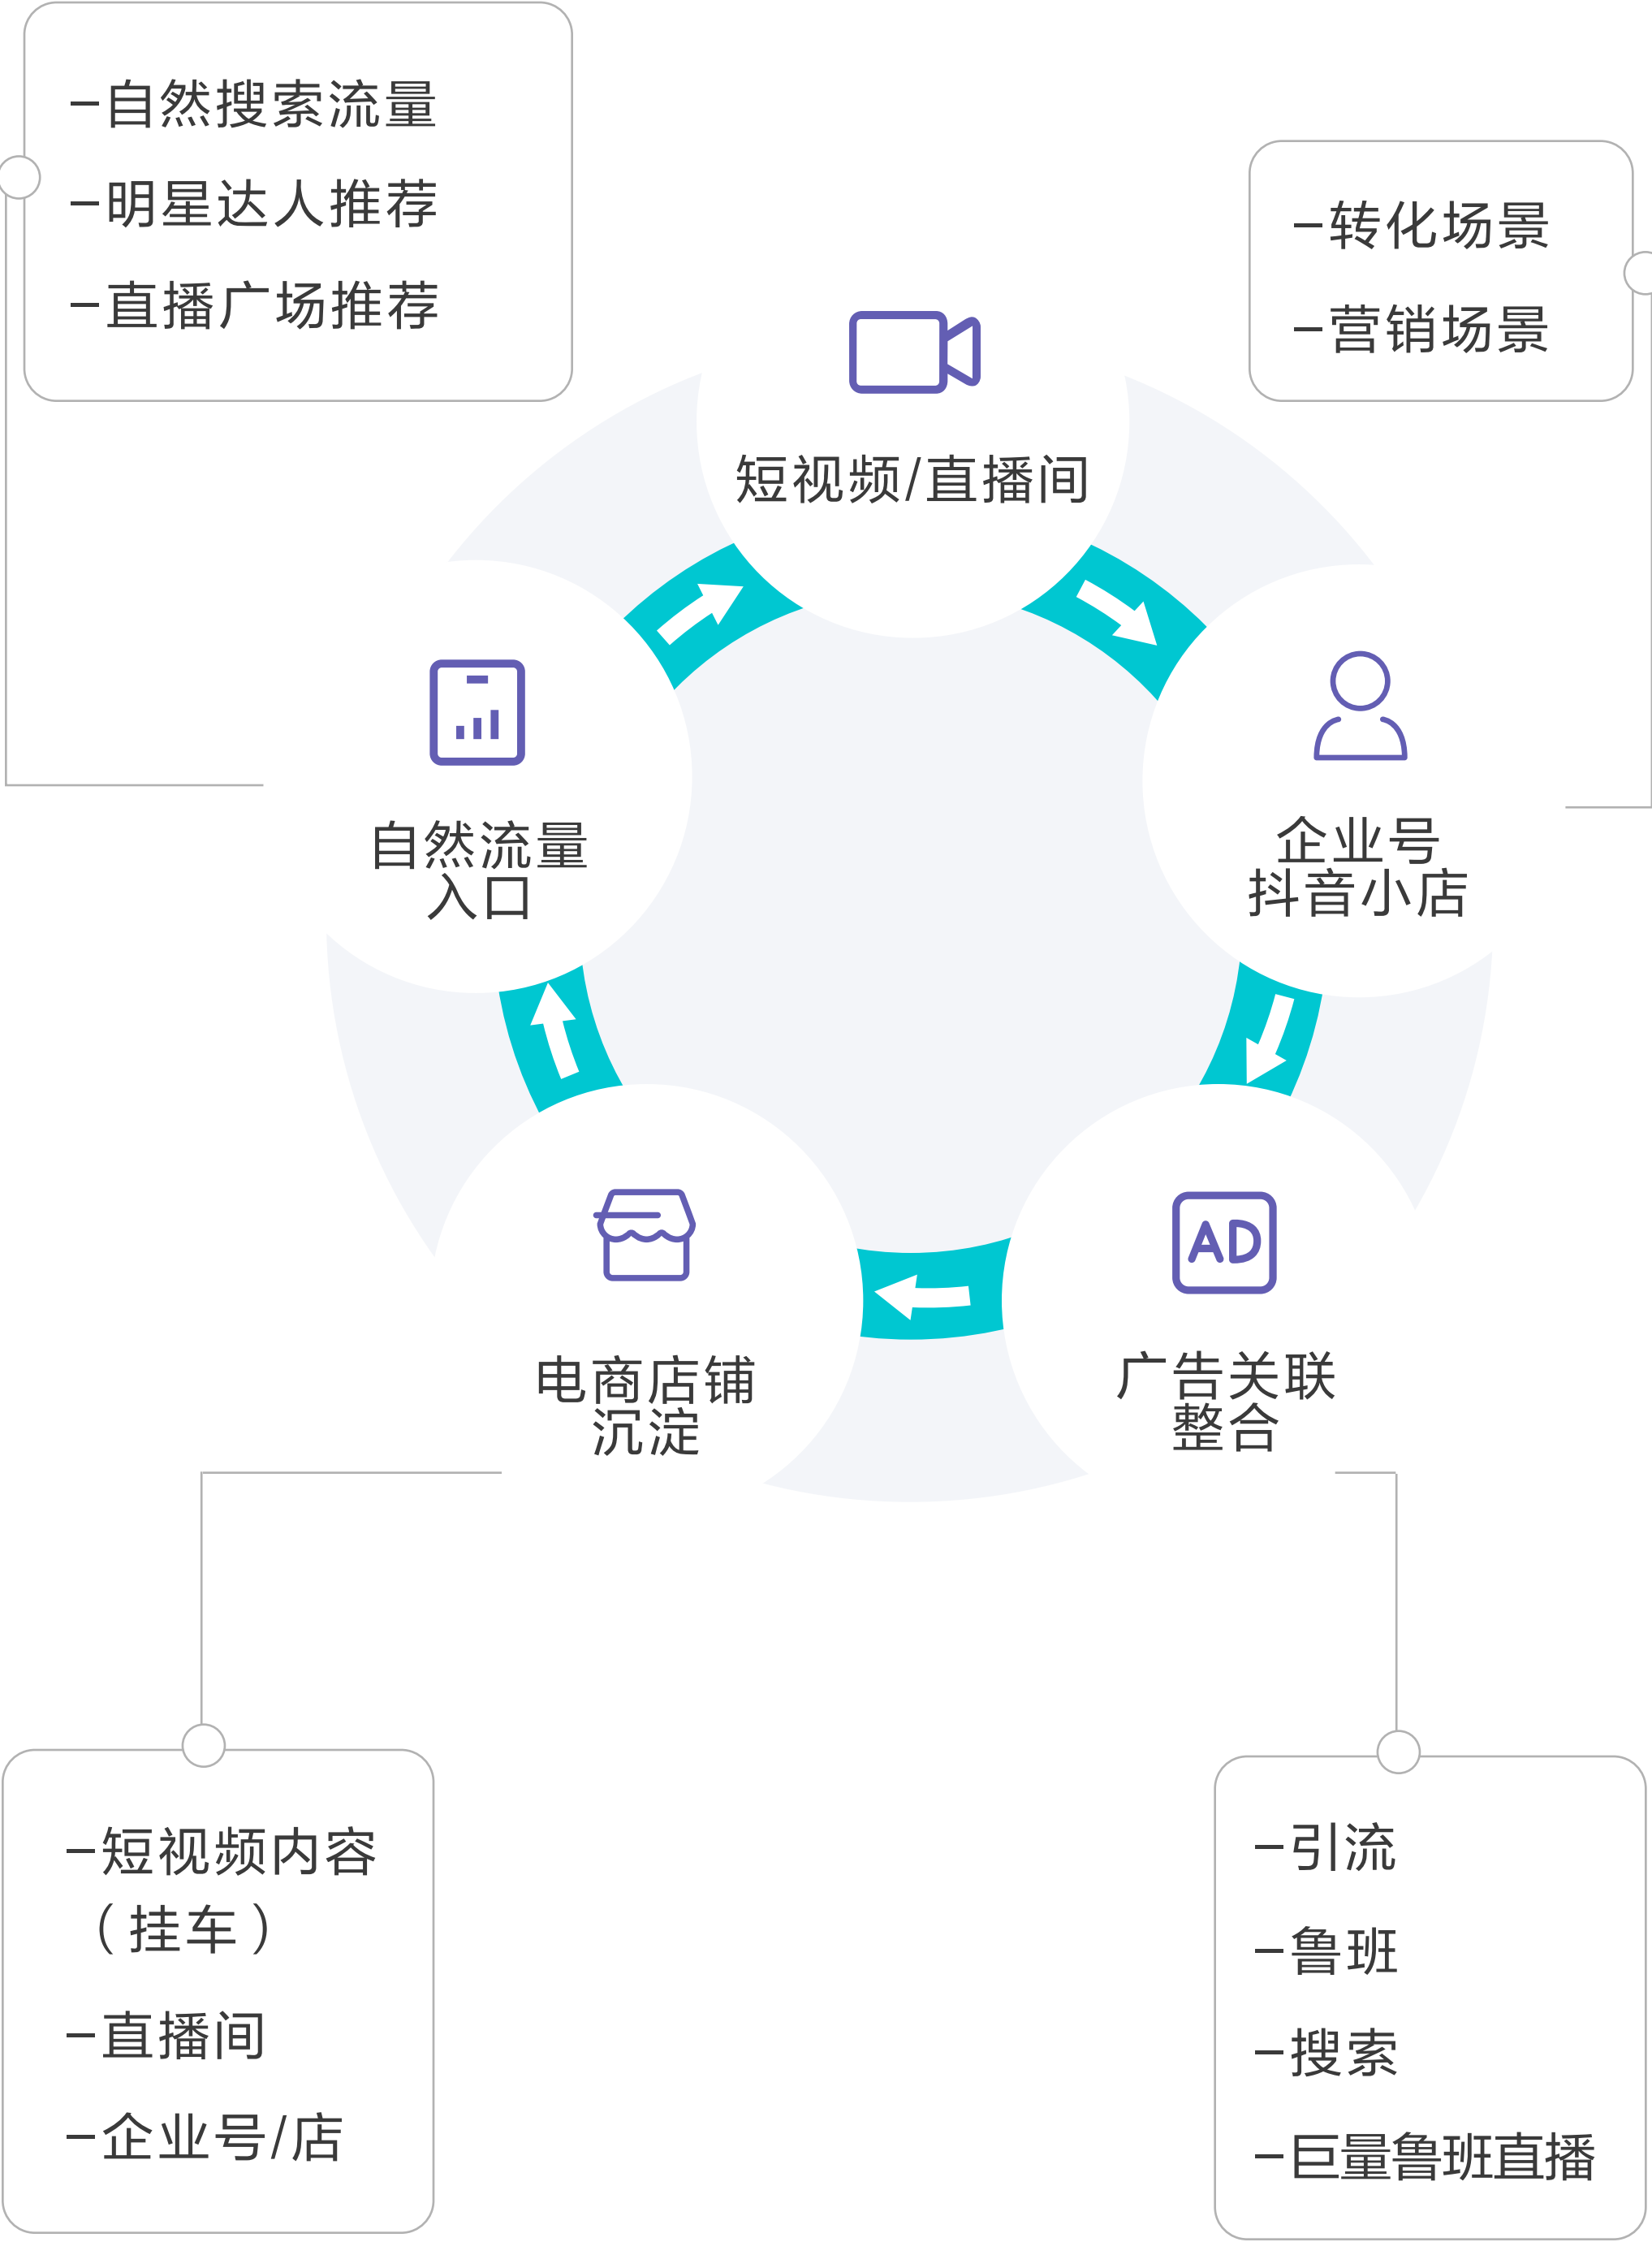 –自然搜索流量
–明星达人推荐
–直播广场推荐
–转化场景
–营销场景
短视频/直播间
自然流量
入口
企业号
抖音小店
电商店铺
沉淀
AD
广告关联
整合
–短视频内容
（挂车）
–直播间
–企业号/店
–引流
–鲁班
–搜索
–巨量鲁班直播